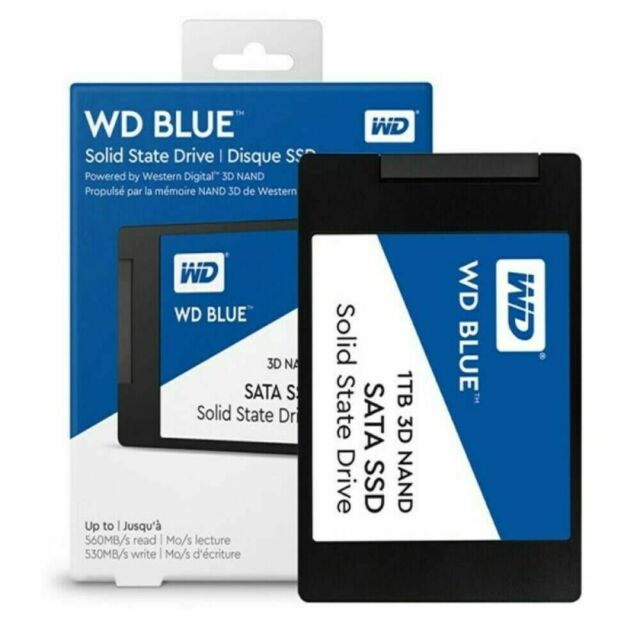 WD BLUE™
WD
Solid State Drive | Disque SSD
Powered by Western Digital™ 3D NAND
Propulsé par la mémoire NAND 3D de Western
WD®
WD BLUE™
3D NA
SATA S
Solid State Dri
Up to | Jusqu'à
560MB/s read | Mo/s lecture
530MB/s write | Mo/s d'écriture
WD®
WD BLUE™
1TB 3D NAND
SATA SSD
Solid State Drive